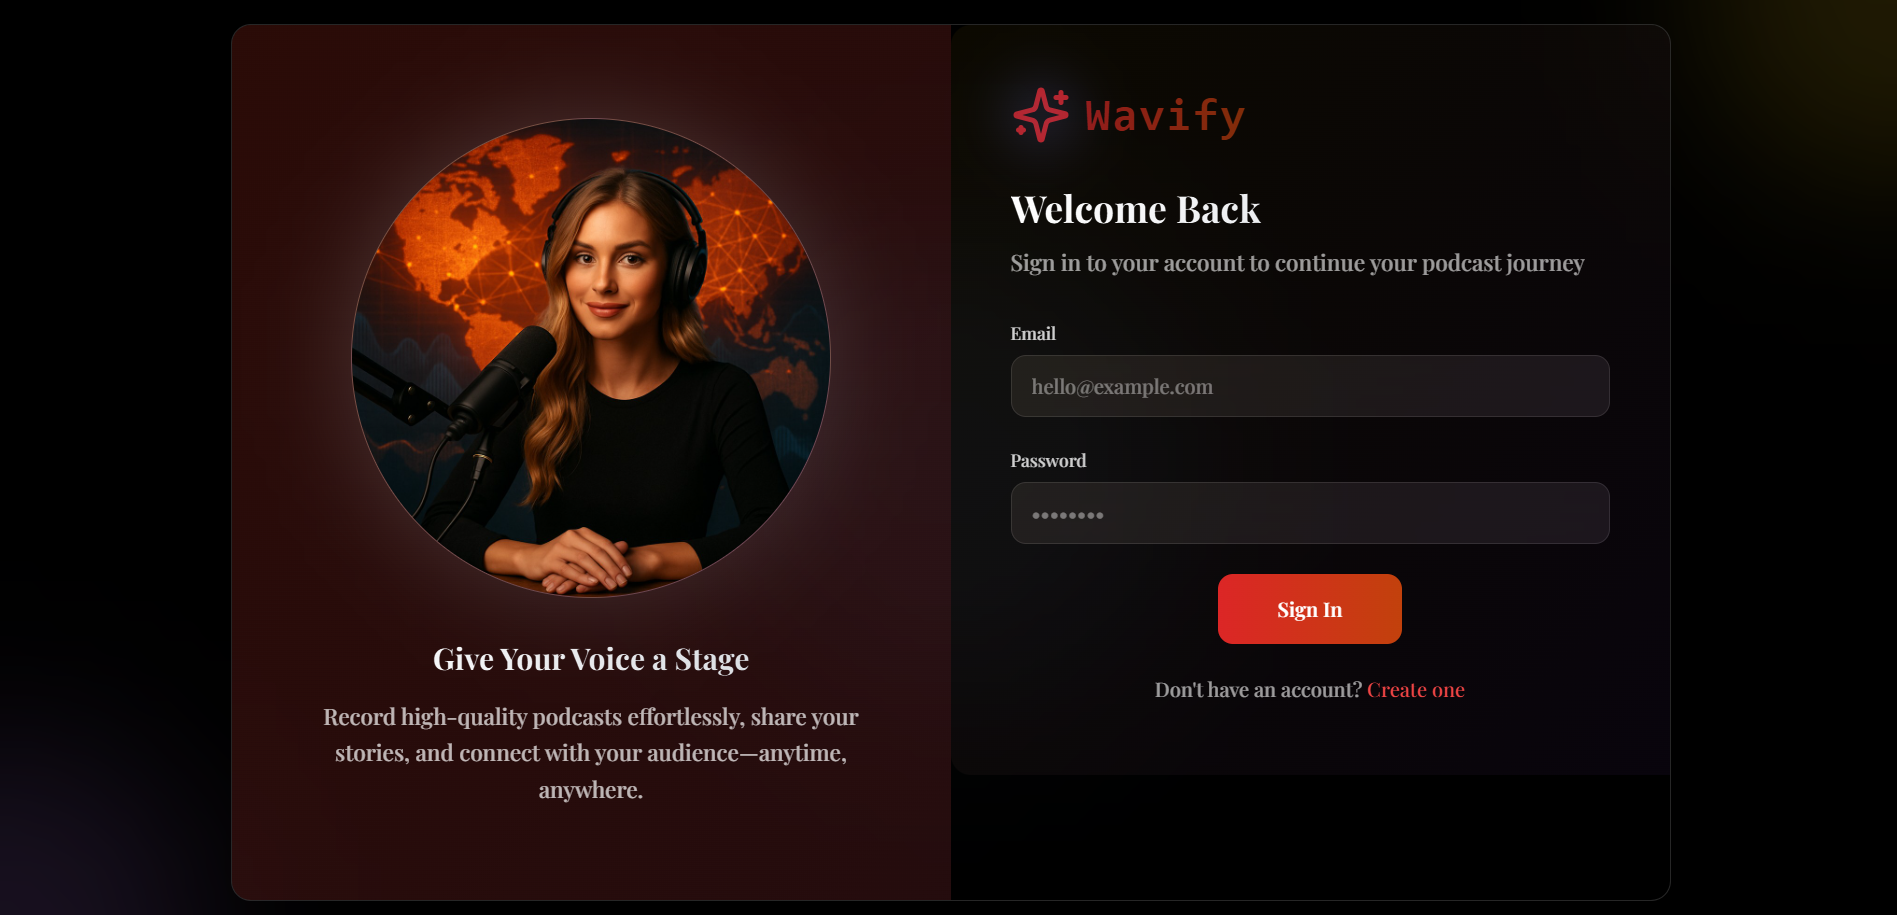 Give Your Voice a Stage
Record high-quality podcasts effortlessly, share your
stories, and connect with your audience—anytime,
anywhere.
Wavify
Welcome Back
Sign in to your account to continue your podcast journey
Email
hello@example.com
Password
••••••••
Sign In
Don't have an account? Create one